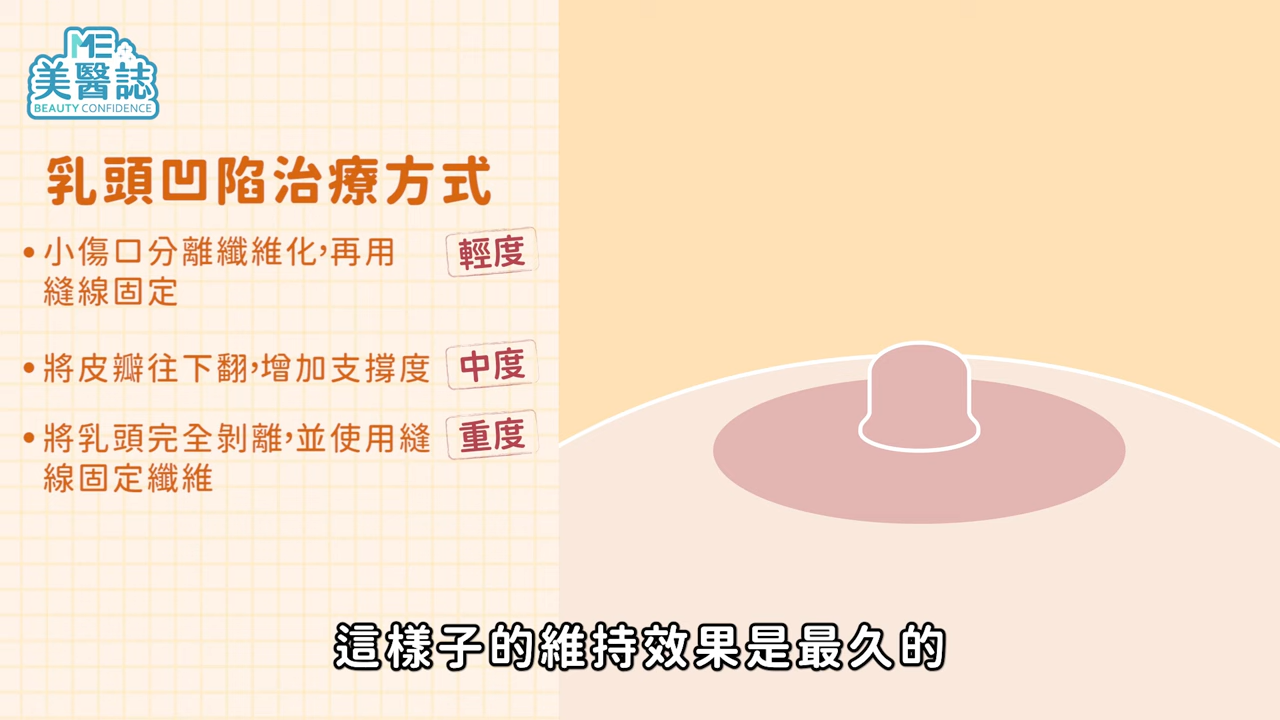 ME
美醫誌
BEAUTY CONFIDENCE
乳頭凹陷治療方式
•小傷口分離纖維化,再用
縫線固定
輕度
•將皮瓣往下翻,增加支撐度
中度
•將乳頭完全剝離,並使用縫
線固定纖維
重度
這樣子的維持效果是最久的